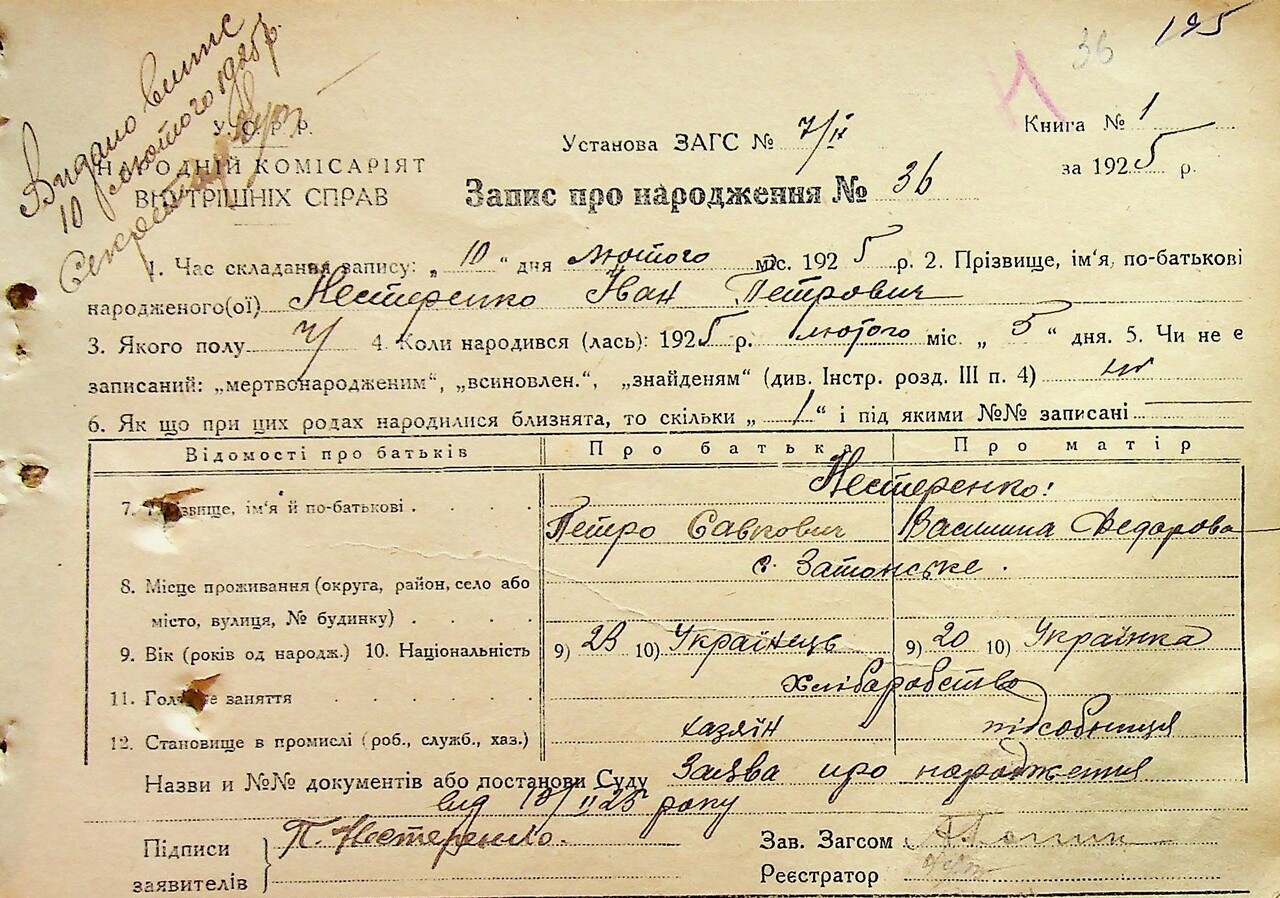 195
36
Видано випис
10 лютого 1925 р.
Секретар
У.С.Р.Р.
НАРОДНІЙ КОМІСАРІЯТ
ВНУТРІШНІХ СПРАВ
Установа ЗАГС № 7/ІІ
Книга № 1
за 1925 р.
Запис про народження № 36
1. Час складання запису: „ 10 “ дня лютого міс. 1925 р. 2. Прізвище, ім'я, по-батькові
народженого(ої) Нестеренко Іван Петрович
3. Якого полу Ч 4. Коли народився (лась): 1925 р. лютого міс. „ 5 “ дня. 5. Чи не є
записаний: „мертвонародженим“, „всиновлен.“, „знайденям“ (див. Інстр. розд. III п. 4) ні
6. Як що при цих родах народилися близнята, то скільки „ 1 “ і під якими №№ записані
Відомості про батьків Про батька Про матір
Нестеренко
7. Прізвище, ім'я й по-батькові
Петро Савкович Василина Федорова
с. Затонське.
8. Місце проживання (округа, район, село або
місто, вулиця, № будинку)
9. Вік (років од народж.) 10. Національність 9) 23 10) Українець 9) 20 10) Українка
11. Головне заняття хліборобство
12. Становище в промислі (роб., служб., хаз.) хазяїн підсобниця
Назви и №№ документів або постанови Суду Заява про народження
від 10/II 25 року
Підписи
заявителів
П. Нестеренко.
Зав. Загсом
Реєстратор